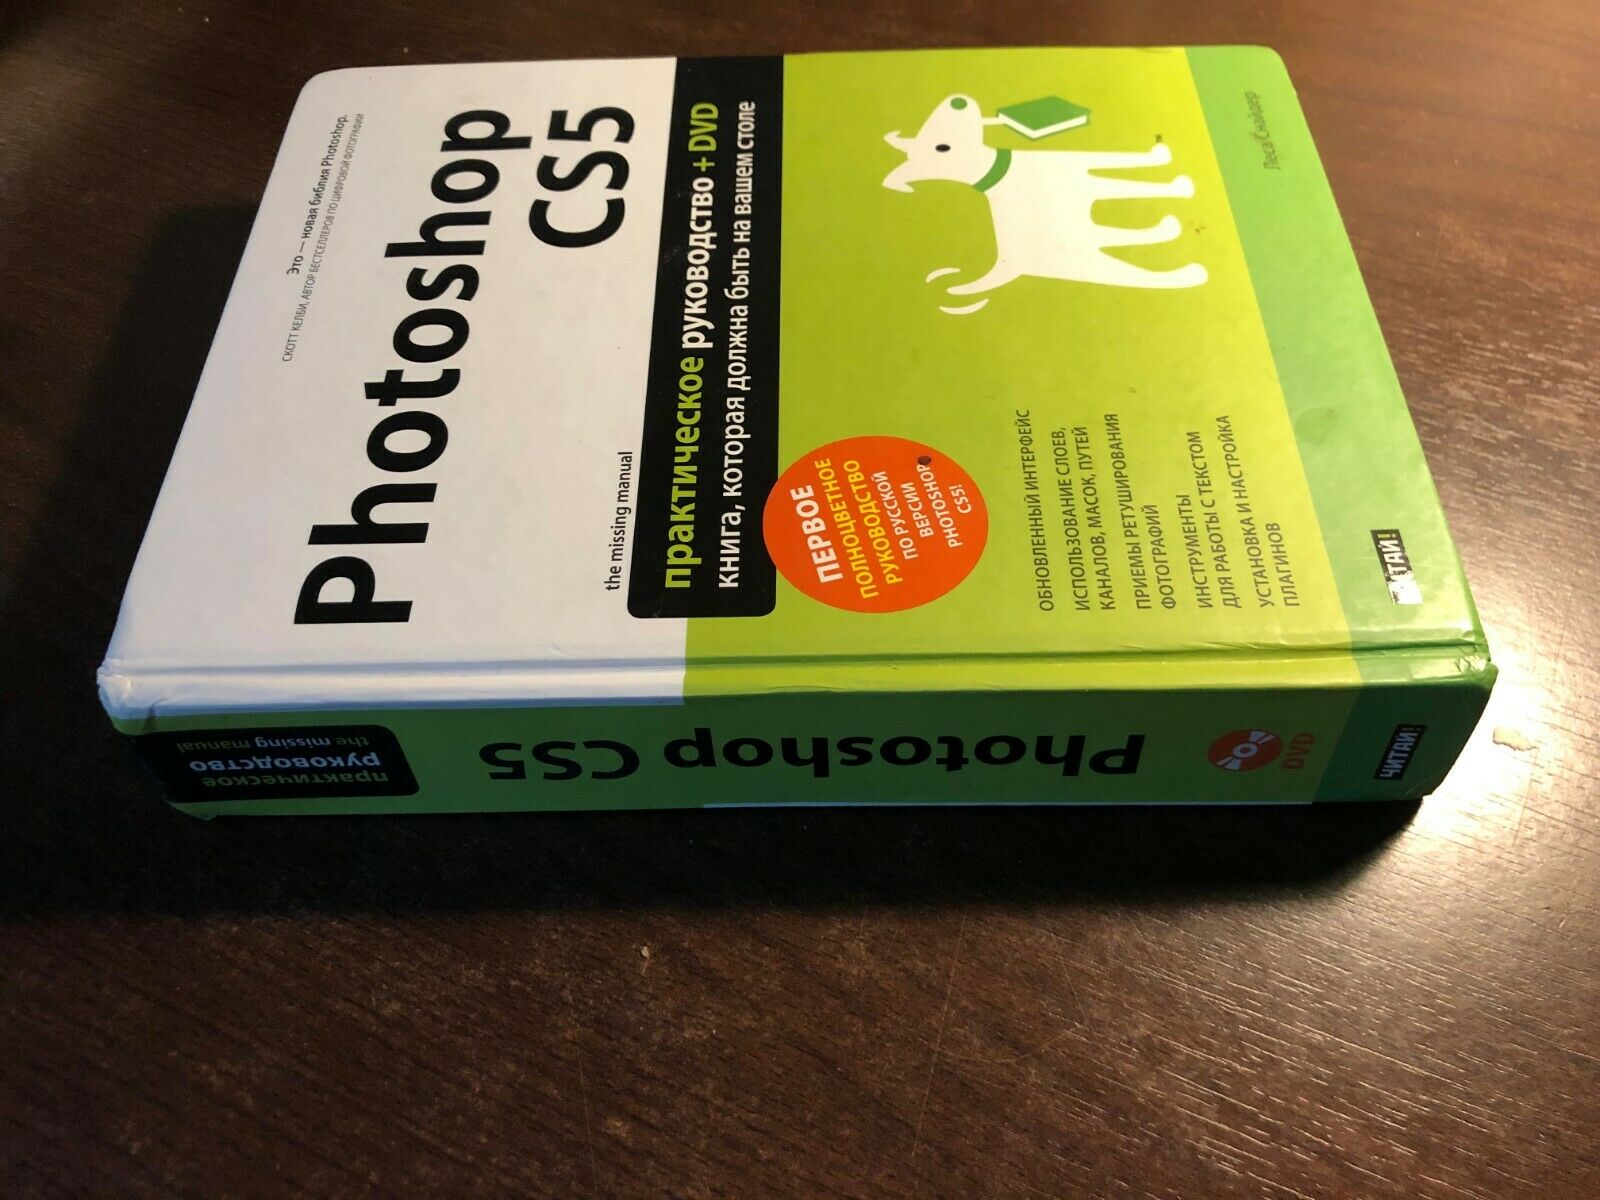 Это — новая библия Photoshop.
СКОТТ КЕЛБИ, АВТОР БЕСТСЕЛЛЕРОВ ПО ЦИФРОВОЙ ФОТОГРАФИИ
Photoshop
CS5
the missing manual
практическое руководство + DVD
книга, которая должна быть на вашем столе
ПЕРВОЕ
ПОЛНОЦВЕТНОЕ
РУКОВОДСТВО
ПО РУССКОЙ
ВЕРСИИ
PHOTOSHOP
CS5!
ОБНОВЛЕННЫЙ ИНТЕРФЕЙС
ИСПОЛЬЗОВАНИЕ СЛОЕВ,
КАНАЛОВ, МАСОК, ПУТЕЙ
ПРИЕМЫ РЕТУШИРОВАНИЯ
ФОТОГРАФИЙ
ИНСТРУМЕНТЫ
ДЛЯ РАБОТЫ С ТЕКСТОМ
УСТАНОВКА И НАСТРОЙКА
ПЛАГИНОВ
Леса Снайдер
ЧИТАЙ!
практическое
руководство
the missing manual
Photoshop CS5
DVD
ЧИТАЙ!